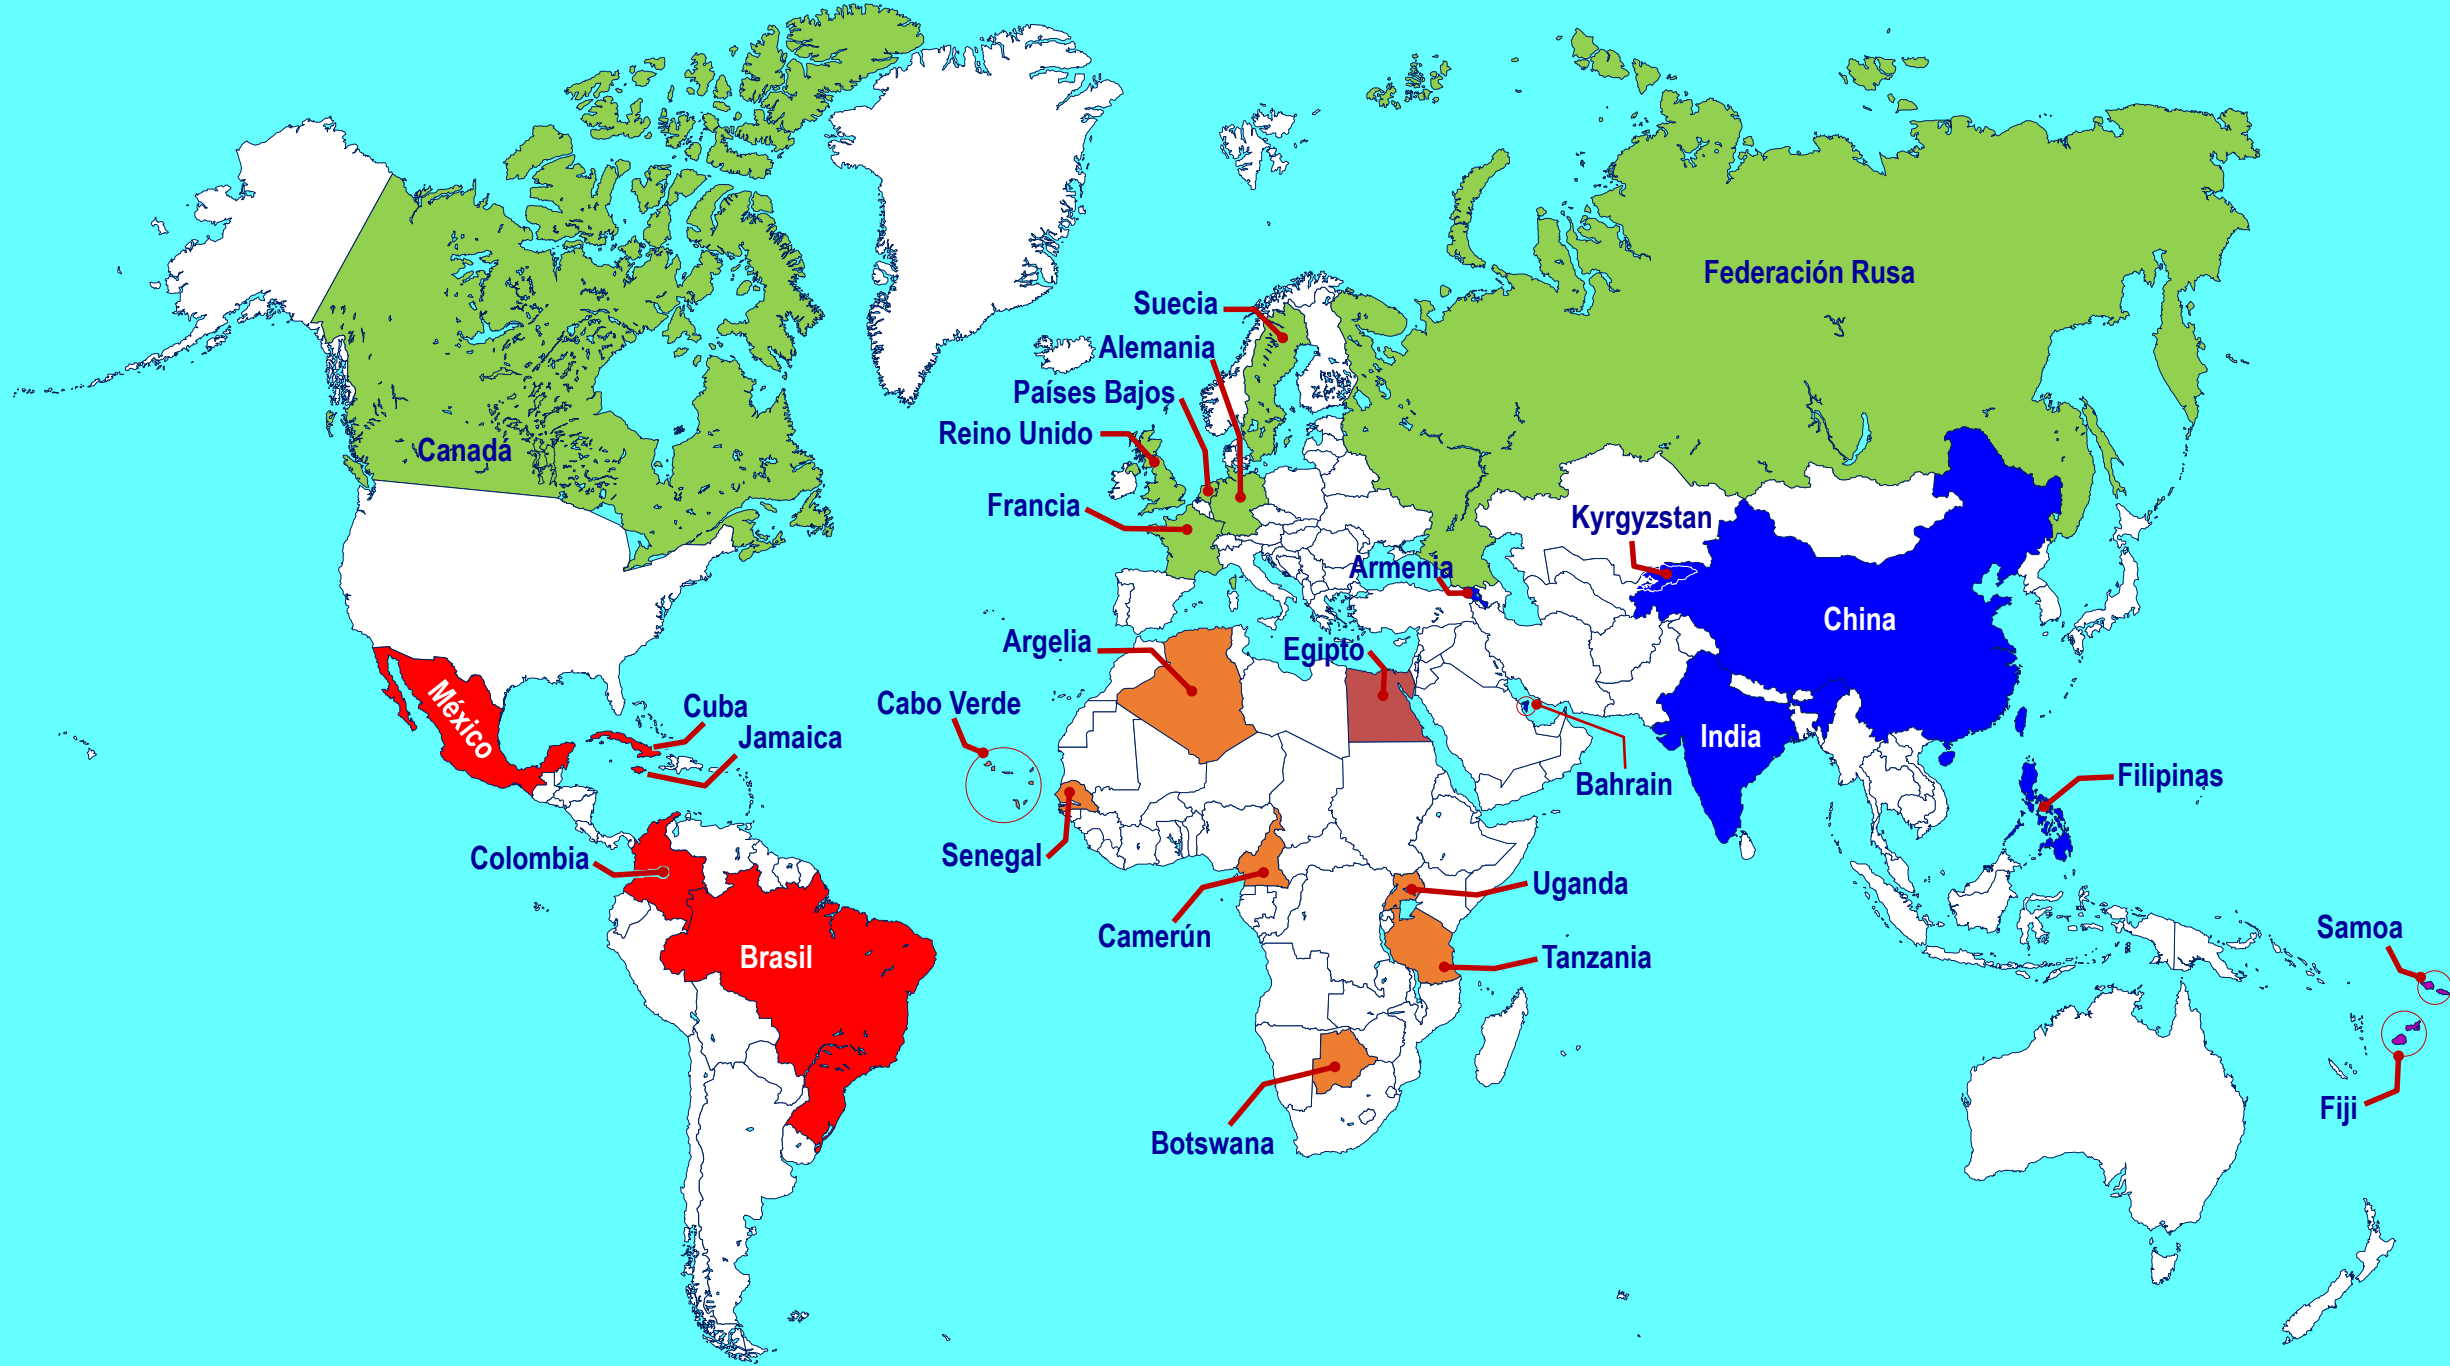 Federación Rusa
Suecia
Alemania
Países Bajos
Reino Unido
Canadá
Francia
Kyrgyzstan
Armenia
China
Argelia
Egipto
Cabo Verde
México
Cuba
Jamaica
India
Bahrain
Filipinas
Colombia
Senegal
Uganda
Camerún
Samoa
Brasil
Tanzania
Fiji
Botswana